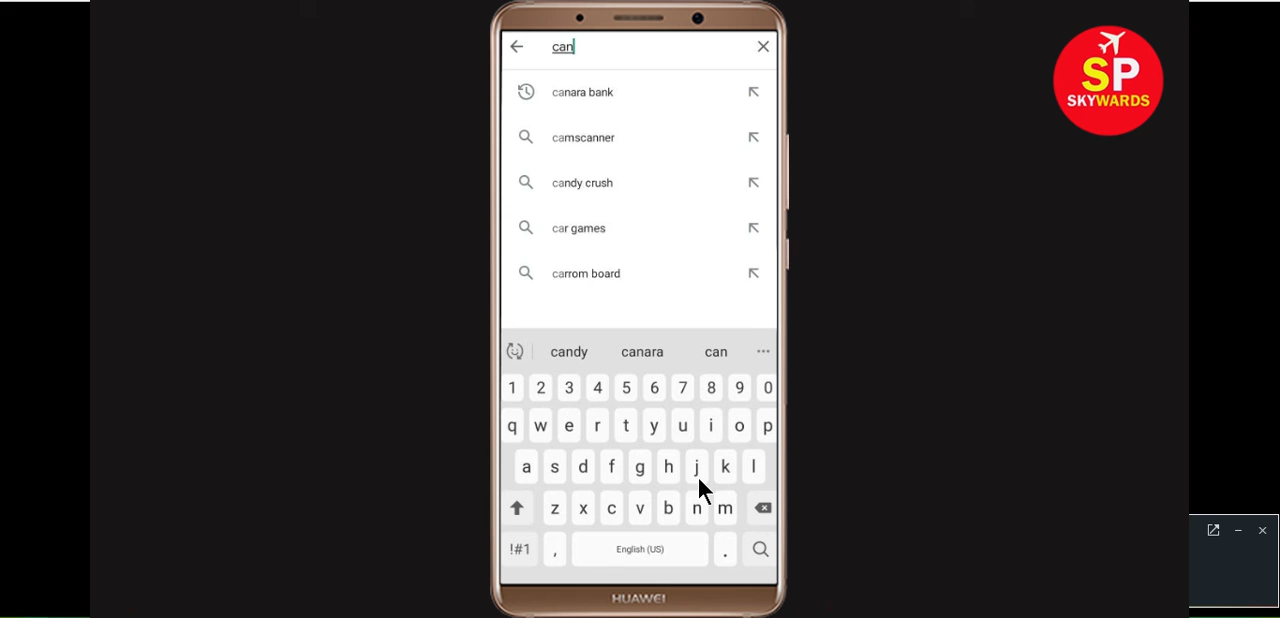 can
canara bank
camscanner
candy crush
car games
carrom board
candy canara can ...
1 2 3 4 5 6 7 8 9 0
q w e r t y u i o p
a s d f g h j k l
z x c v b n m
!#1 , English (US) .
HUAWEI
SP
SKYWARDS